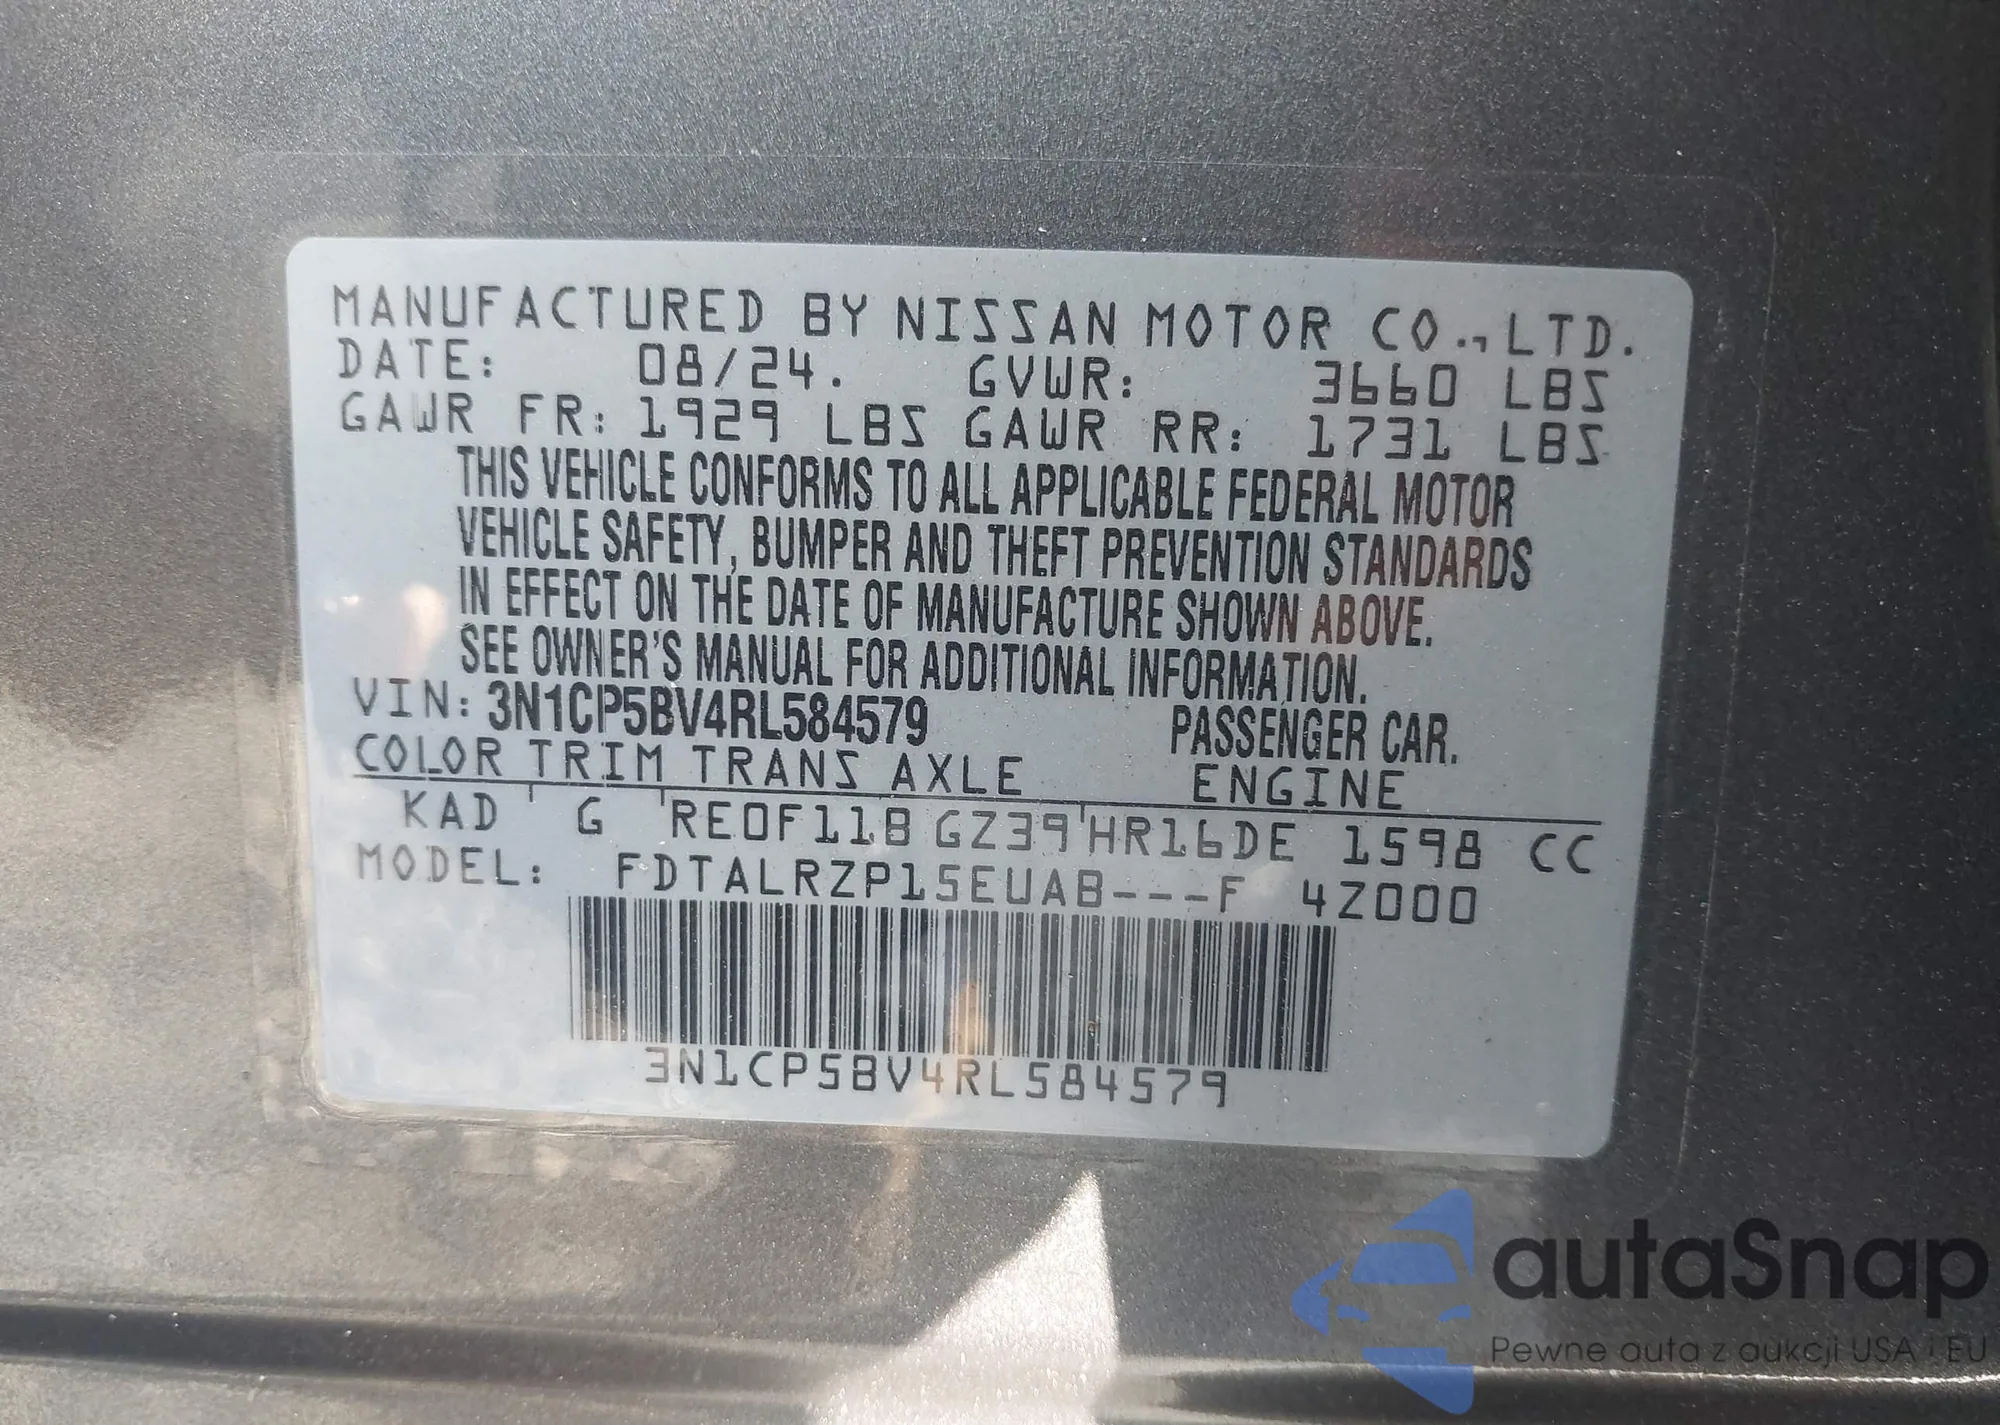 MANUFACTURED BY NISSAN MOTOR CO.,LTD.
DATE: 08/24. GVWR: 3660 LBS
GAWR FR: 1929 LBS GAWR RR: 1731 LBS
THIS VEHICLE CONFORMS TO ALL APPLICABLE FEDERAL MOTOR
VEHICLE SAFETY, BUMPER AND THEFT PREVENTION STANDARDS
IN EFFECT ON THE DATE OF MANUFACTURE SHOWN ABOVE.
SEE OWNER'S MANUAL FOR ADDITIONAL INFORMATION.
VIN: 3N1CP5BV4RL584579 PASSENGER CAR.
COLOR TRIM TRANS AXLE ENGINE
KAD G RE0F11B GZ39 HR16DE 1598 CC
MODEL: FDTALRZP15EUAB---F 4Z000
3N1CP5BV4RL584579
autaSnap
Pewne auta z aukcji USA i EU